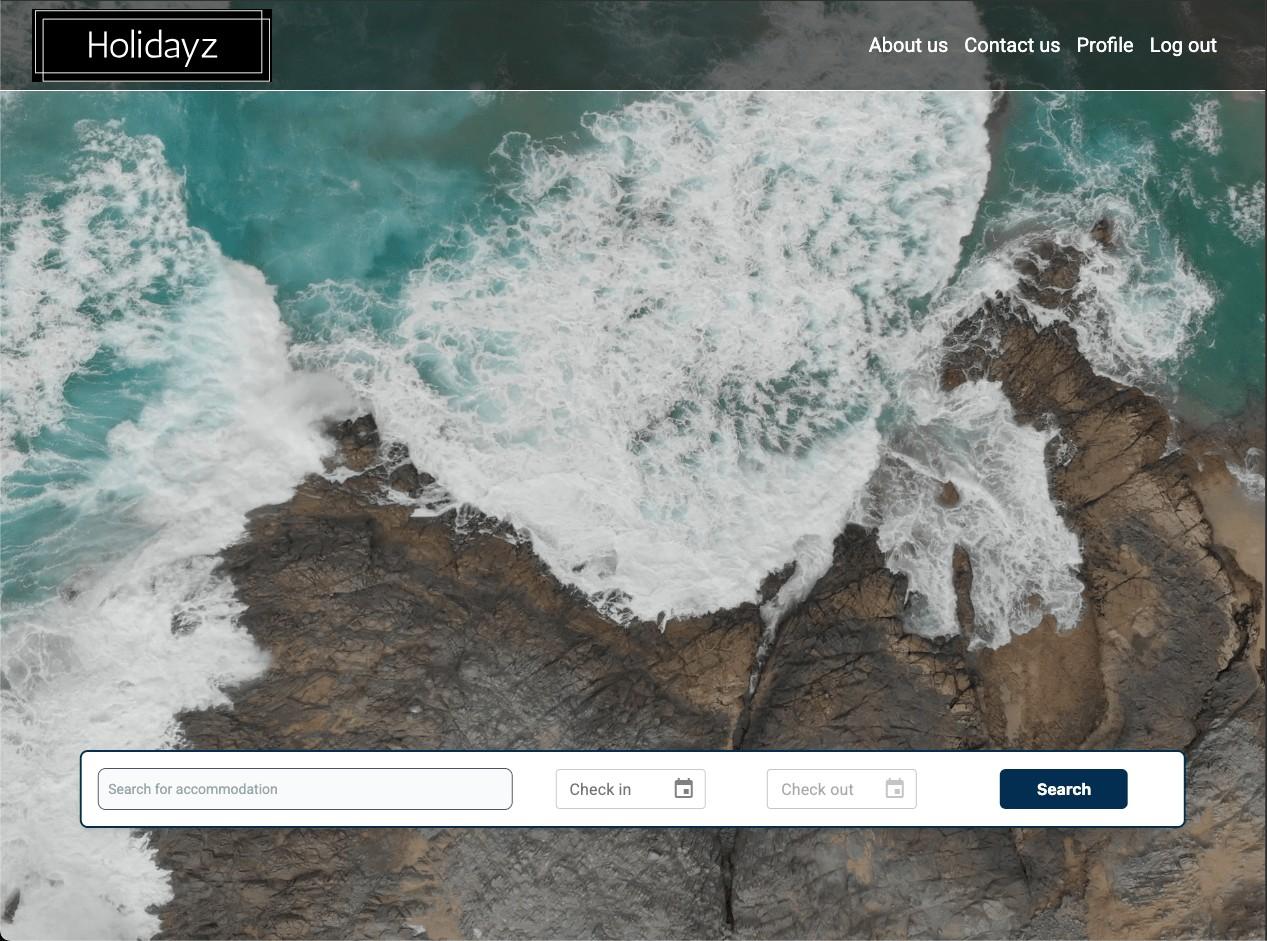 Holidayz
About us Contact us Profile Log out
Search for accommodation
Check in
Check out
Search